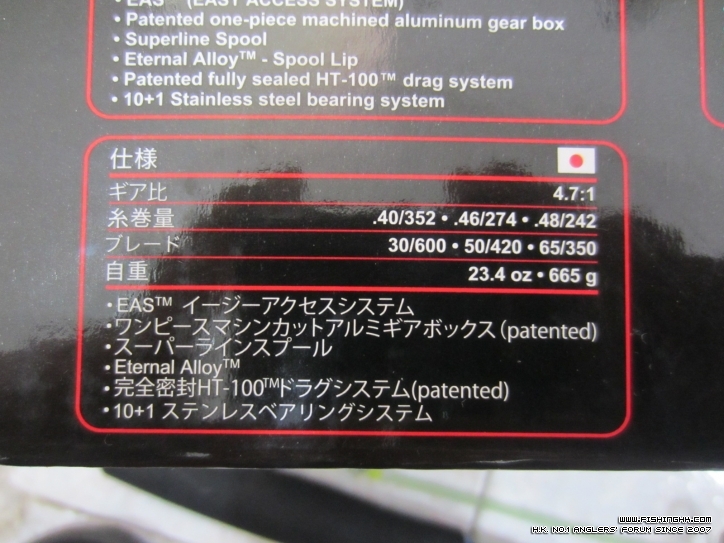 • EAS™ (EASY ACCESS SYSTEM)
• Patented one-piece machined aluminum gear box
• Superline Spool
• Eternal Alloy™ - Spool Lip
• Patented fully sealed HT-100™ drag system
• 10+1 Stainless steel bearing system
仕様
ギア比 4.7:1
糸巻量 .40/352 • .46/274 • .48/242
ブレード 30/600 • 50/420 • 65/350
自重 23.4 oz • 665 g
•EAS™ イージーアクセスシステム
•ワンピースマシンカットアルミギアボックス(patented)
•スーパーラインスプール
•Eternal Alloy™
•完全密封HT-100™ドラグシステム(patented)
•10+1 ステンレスベアリングシステム
WWW.FISHINGHK.COM
H.K. NO.1 ANGLERS' FORUM SINCE 2007